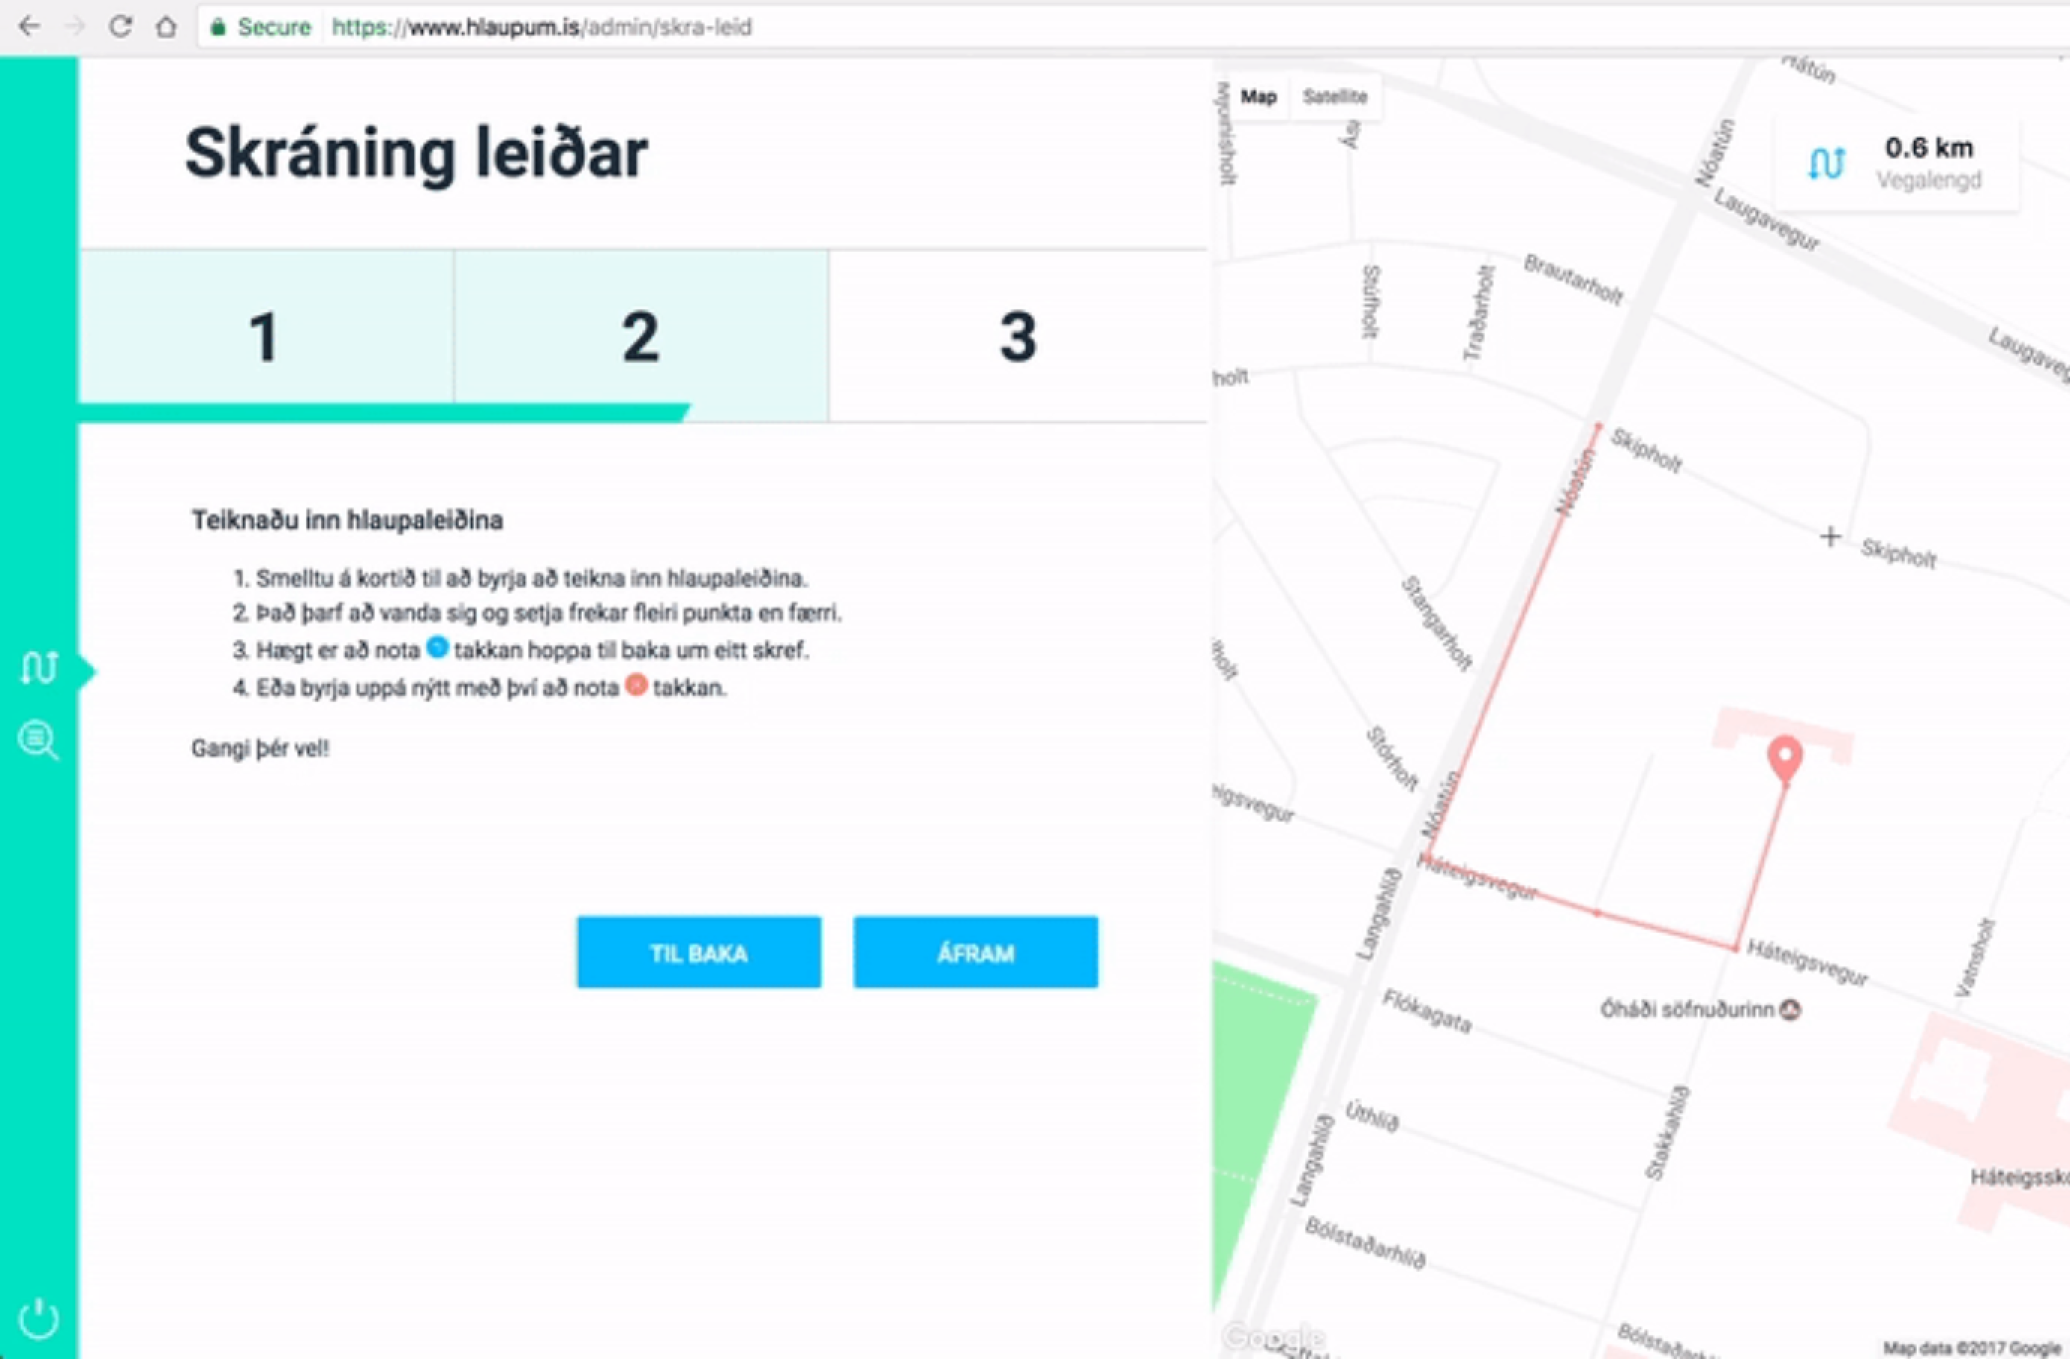 Secure https://www.hlaupum.is/admin/skra-leid
Skráning leiðar
1
2
3
Teiknaðu inn hlaupaleiðina
1. Smelltu á kortið til að byrja að teikna inn hlaupaleiðina.
2. Það þarf að vanda sig og setja frekar fleiri punkta en færri.
3. Hægt er að nota takkan hoppa til baka um eitt skref.
4. Eða byrja uppá nýtt með því að nota takkan.
Gangi þér vel!
TIL BAKA
ÁFRAM
Map
Satellite
0.6 km
Vegalengd
Hátún
Nóatún
Laugavegur
Laugaveg
Brautarholt
Stúfholt
Traðarholt
holt
Skipholt
Nóatún
Skipholt
Stangarholt
holt
Stórholt
Nóatún
eigsvegur
Háteigsvegur
Langahlíð
Háteigsvegur
Vatnsholt
Óháði söfnuðurinn
Flókagata
Úthlíð
Stakkahlíð
Langahlíð
Háteigssko
Bólstaðarhlíð
Bólstaðarhl
Google
Map data ©2017 Google